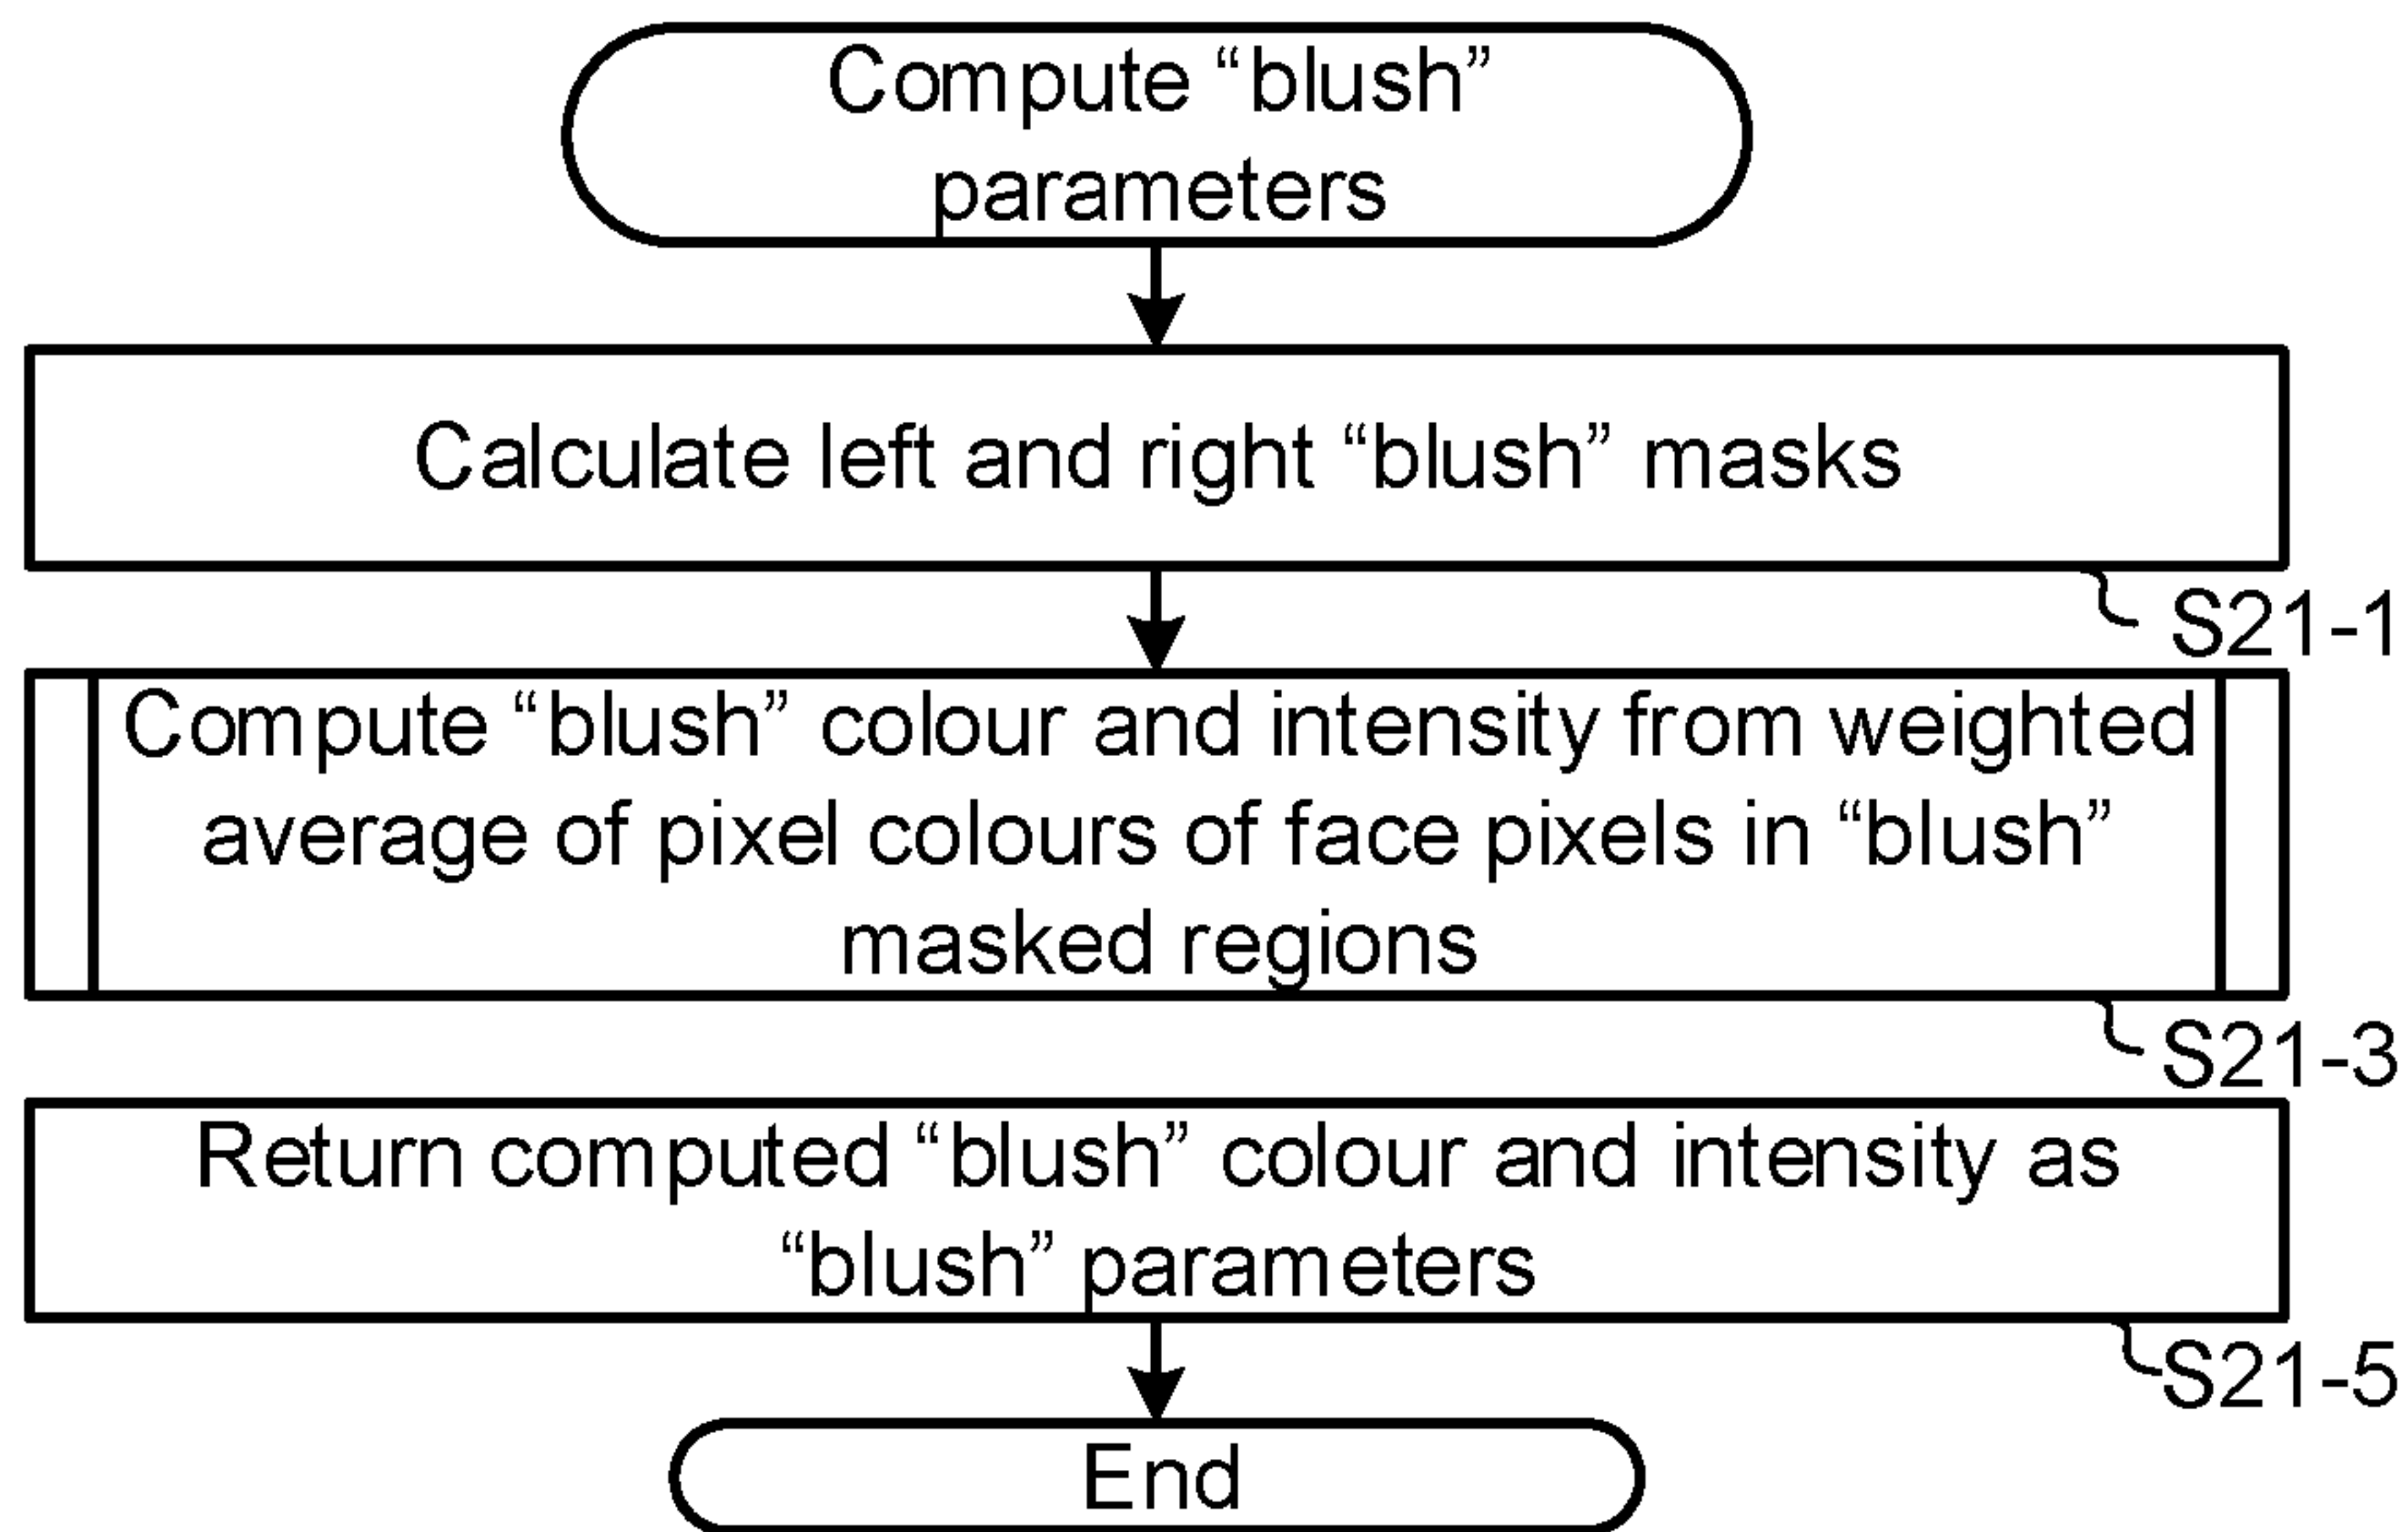 Compute “blush”
parameters
Calculate left and right “blush” masks
S21-1
Compute “blush” colour and intensity from weighted
average of pixel colours of face pixels in “blush”
masked regions
S21-3
Return computed “blush” colour and intensity as
“blush” parameters
S21-5
End